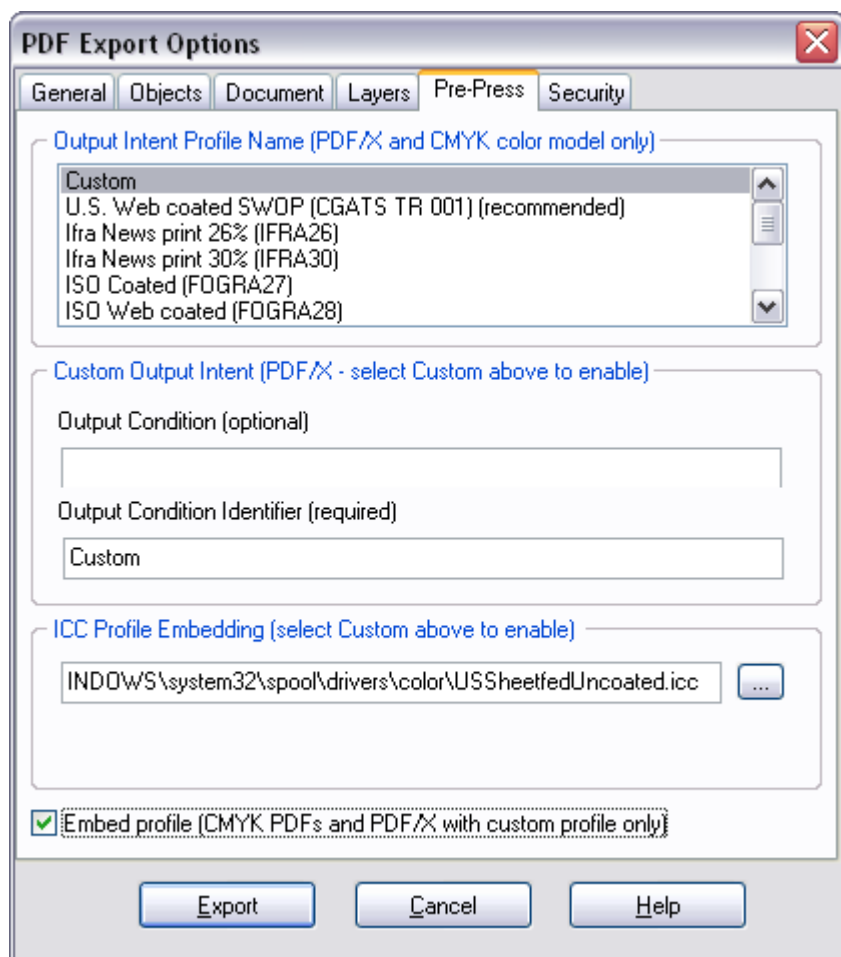 PDF Export Options
General Objects Document Layers Pre-Press Security
Output Intent Profile Name (PDF/X and CMYK color model only)
Custom
U.S. Web coated SWOP (CGATS TR 001) (recommended)
Ifra News print 26% (IFRA26)
Ifra News print 30% (IFRA30)
ISO Coated (FOGRA27)
ISO Web coated (FOGRA28)
Custom Output Intent (PDF/X - select Custom above to enable)
Output Condition (optional)
Output Condition Identifier (required)
Custom
ICC Profile Embedding (select Custom above to enable)
INDOWS\system32\spool\drivers\color\USSheetfedUncoated.icc ...
Embed profile (CMYK PDFs and PDF/X with custom profile only)
Export Cancel Help